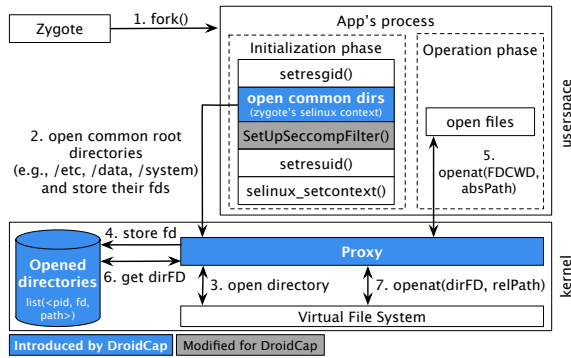 Zygote
1. fork()
App's process
Initialization phase
setresgid()
open common dirs
(zygote's selinux context)
SetUpSeccompFilter()
setresuid()
selinux_setcontext()
Operation phase
open files
5.
openat(FDCWD,
absPath)
userspace
2. open common root
directories
(e.g., /etc, /data, /system)
and store their fds
4. store fd
Proxy
Opened
directories
list(<pid, fd,
path>)
6. get dirFD
3. open directory
7. openat(dirFD, relPath)
Virtual File System
kernel
Introduced by DroidCap
Modified for DroidCap